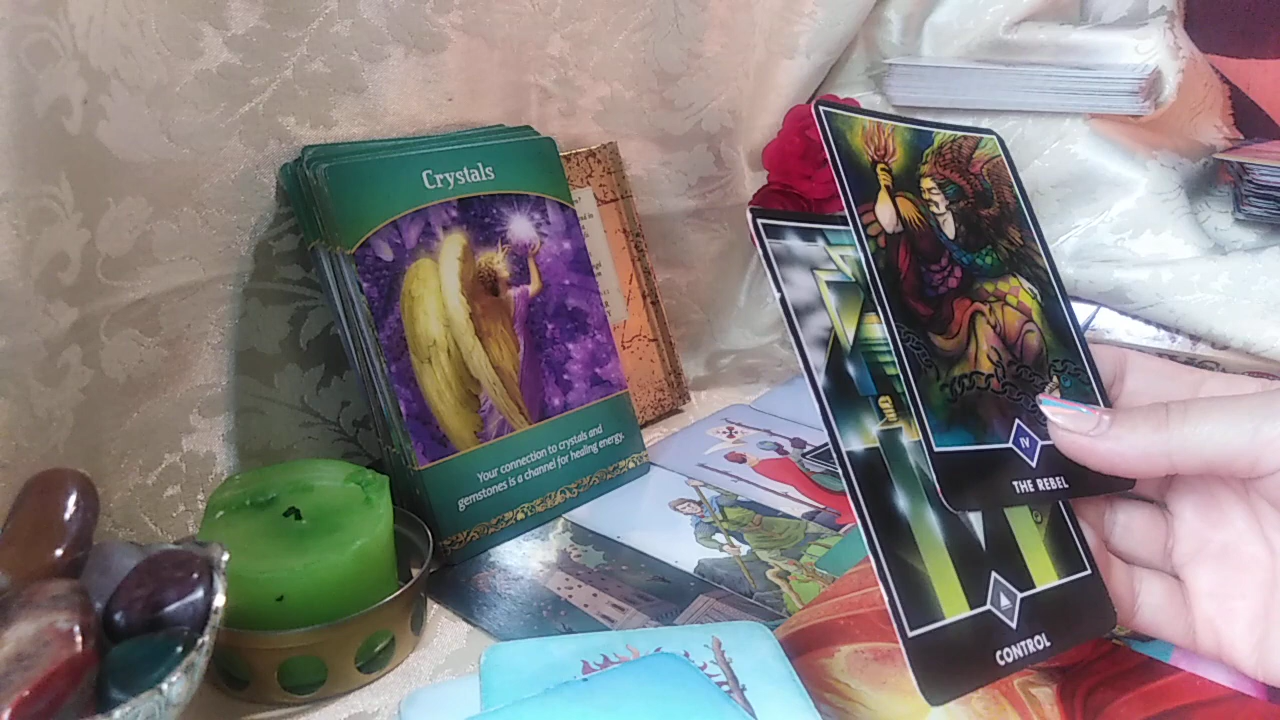 Crystals
Your connection to crystals and
gemstones is a channel for healing energy.
IV
THE REBEL
CONTROL